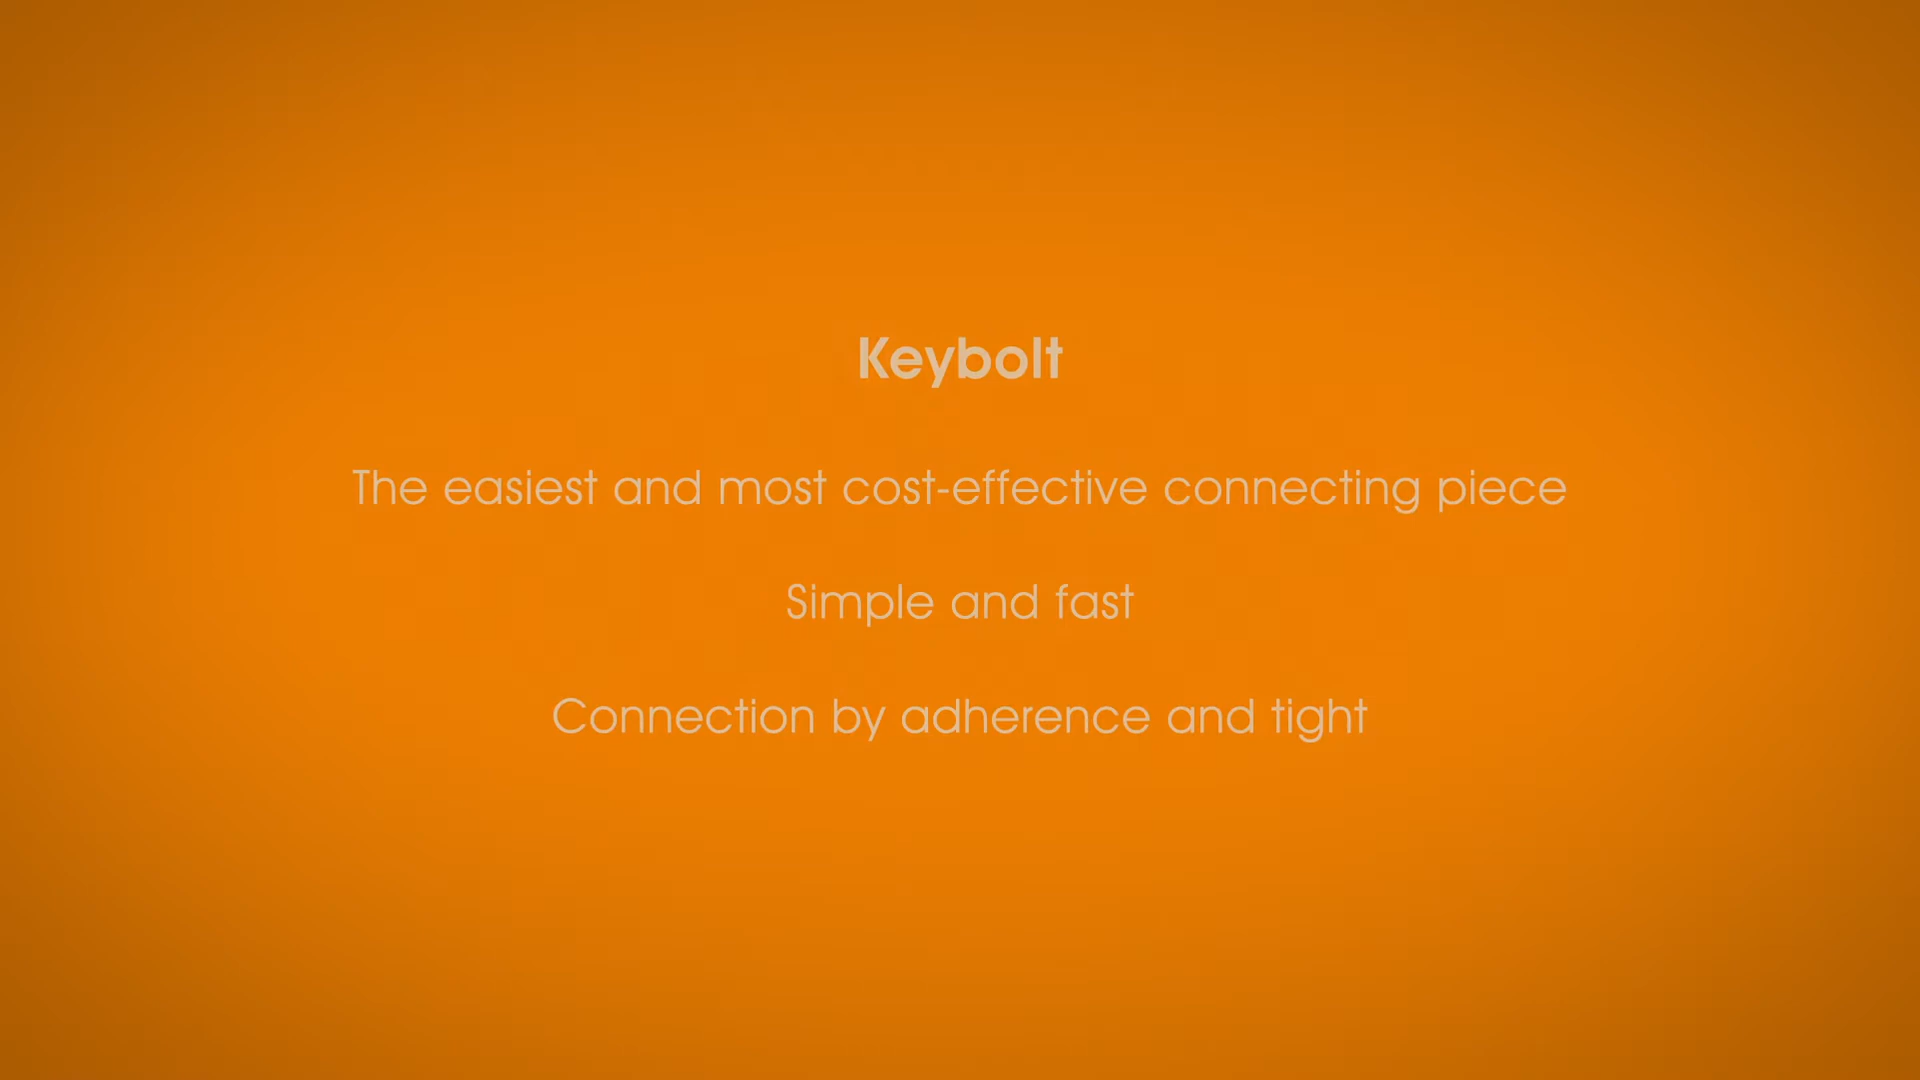 Keybolt
The easiest and most cost-effective connecting piece
Simple and fast
Connection by adherence and tight